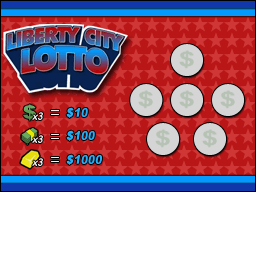 LIBERTY CITY
LOTTO
x3 = $10
x3 = $100
x3 = $1000
$
$ $ $
$ $